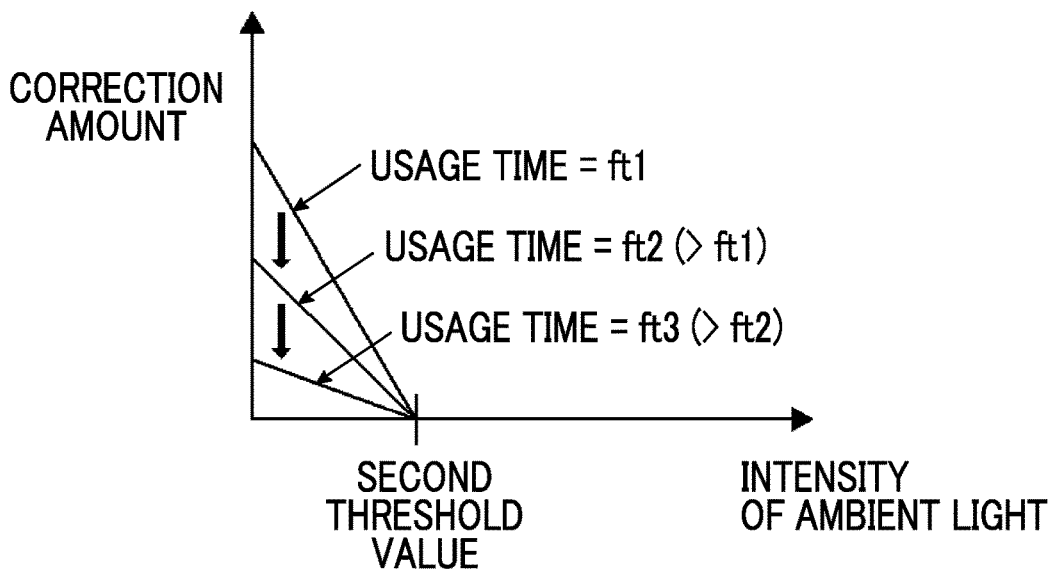 CORRECTION
AMOUNT
USAGE TIME = ft1
USAGE TIME = ft2 (> ft1)
USAGE TIME = ft3 (> ft2)
SECOND
THRESHOLD
VALUE
INTENSITY
OF AMBIENT LIGHT